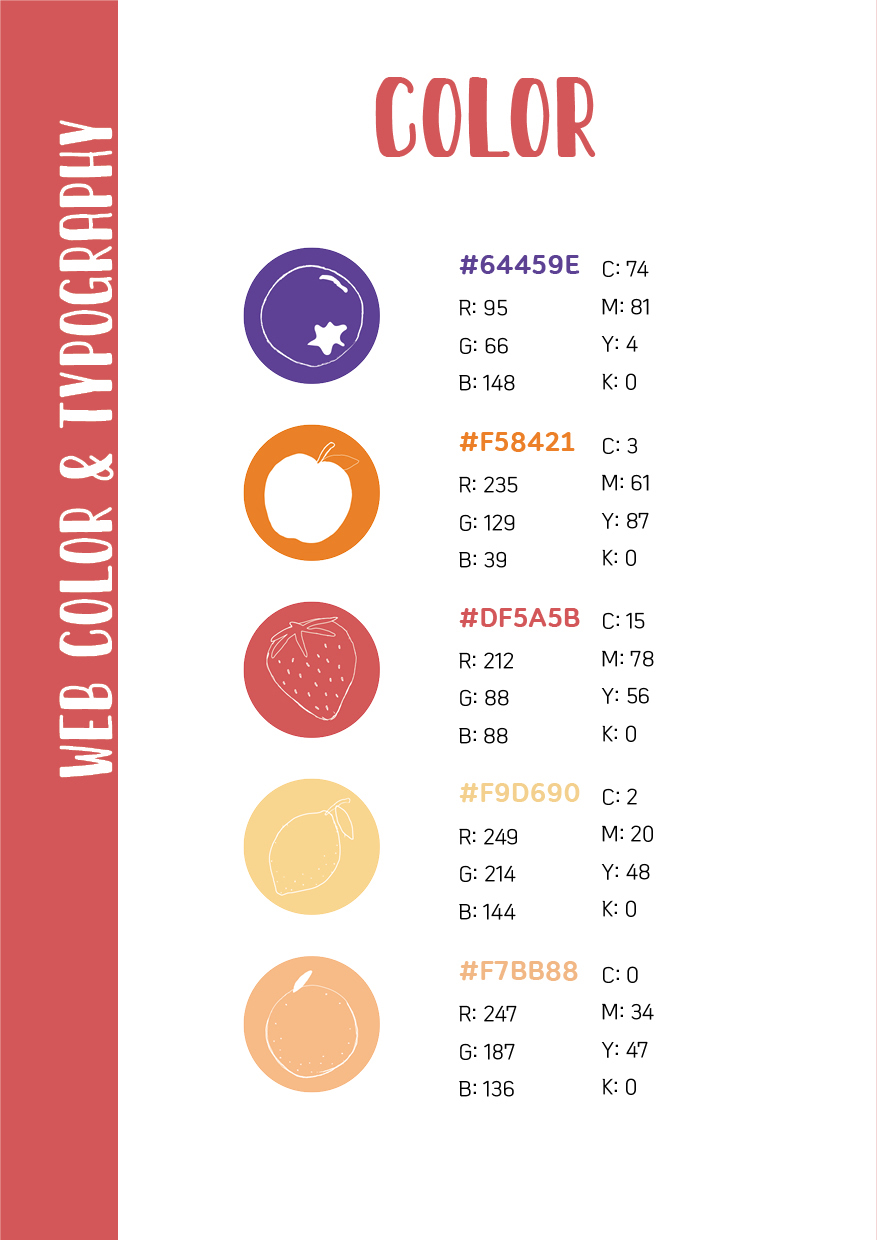 WEB COLOR & TYPOGRAPHY
COLOR
#64459E
R: 95
G: 66
B: 148
C: 74
M: 81
Y: 4
K: 0
#F58421
R: 235
G: 129
B: 39
C: 3
M: 61
Y: 87
K: 0
#DF5A5B
R: 212
G: 88
B: 88
C: 15
M: 78
Y: 56
K: 0
#F9D690
R: 249
G: 214
B: 144
C: 2
M: 20
Y: 48
K: 0
#F7BB88
R: 247
G: 187
B: 136
C: 0
M: 34
Y: 47
K: 0